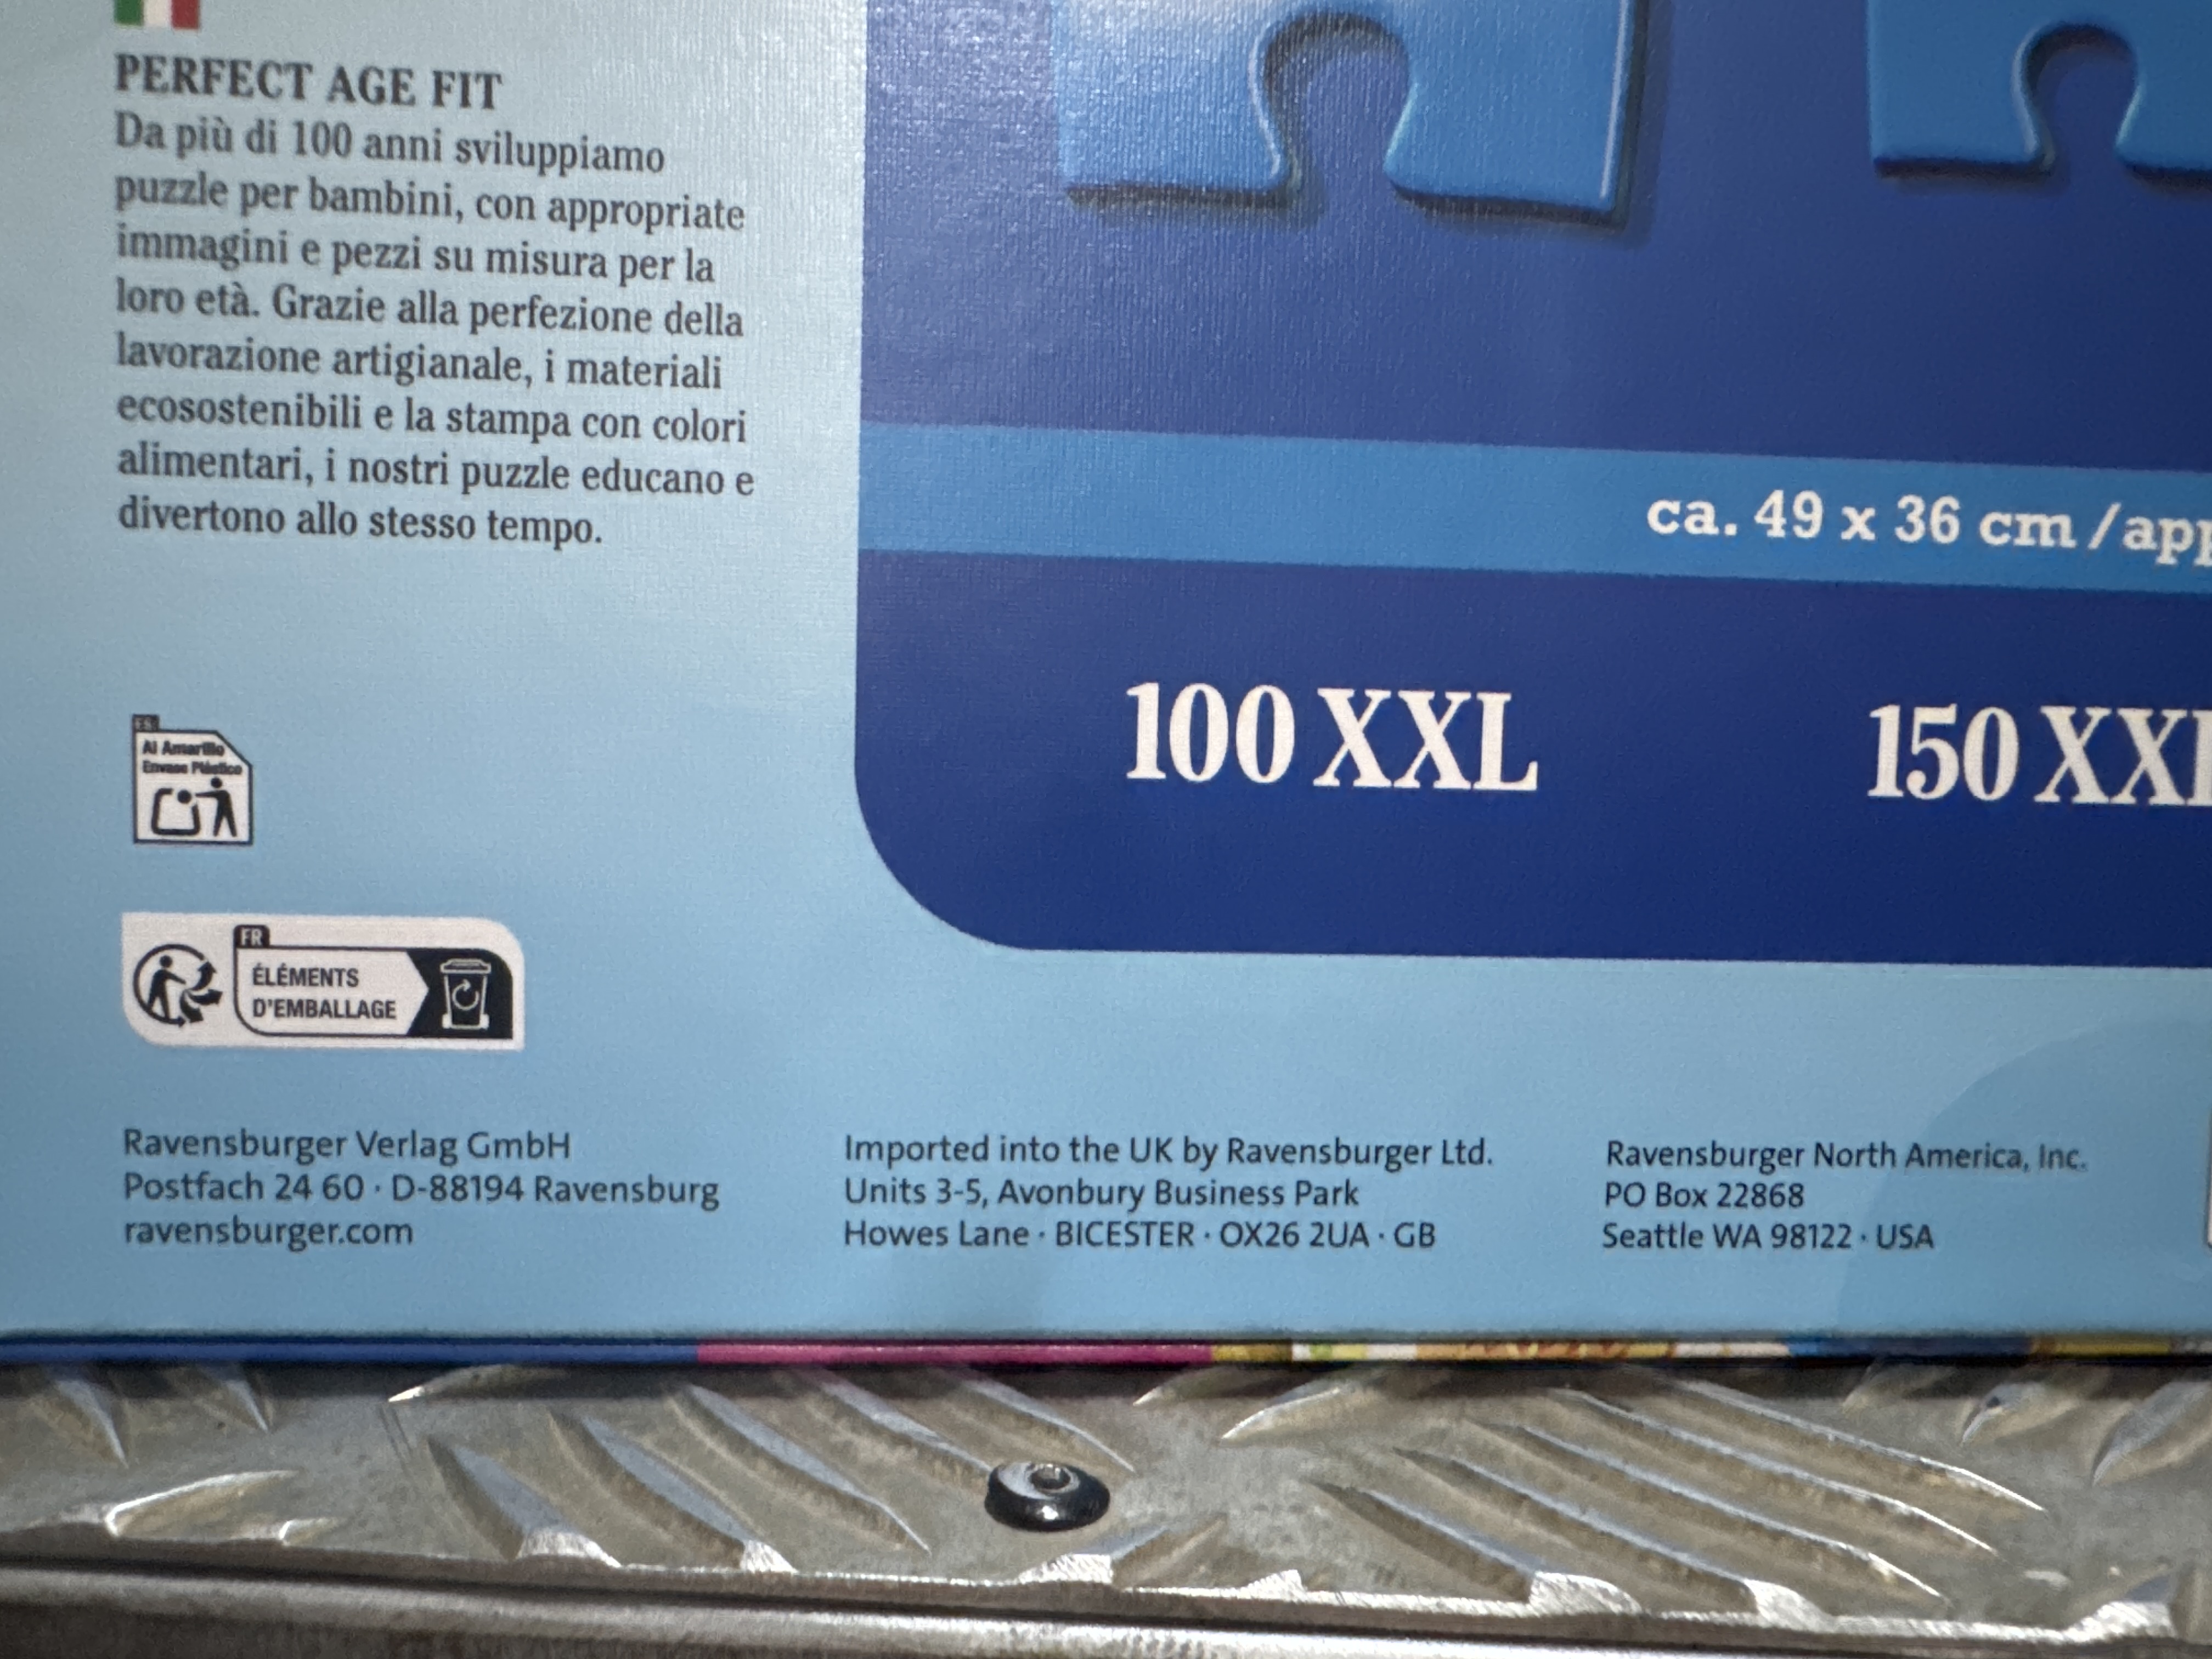 PERFECT AGE FIT
Da più di 100 anni sviluppiamo
puzzle per bambini, con appropriate
immagini e pezzi su misura per la
loro età. Grazie alla perfezione della
lavorazione artigianale, i materiali
ecosostenibili e la stampa con colori
alimentari, i nostri puzzle educano e
divertono allo stesso tempo.
ca. 49 x 36 cm / app
100 XXL
150 XXL
ES
Al Amarillo
Envase Plástico
FR
ÉLÉMENTS
D'EMBALLAGE
Ravensburger Verlag GmbH
Postfach 24 60 · D-88194 Ravensburg
ravensburger.com
Imported into the UK by Ravensburger Ltd.
Units 3-5, Avonbury Business Park
Howes Lane · BICESTER · OX26 2UA · GB
Ravensburger North America, Inc.
PO Box 22868
Seattle WA 98122 · USA